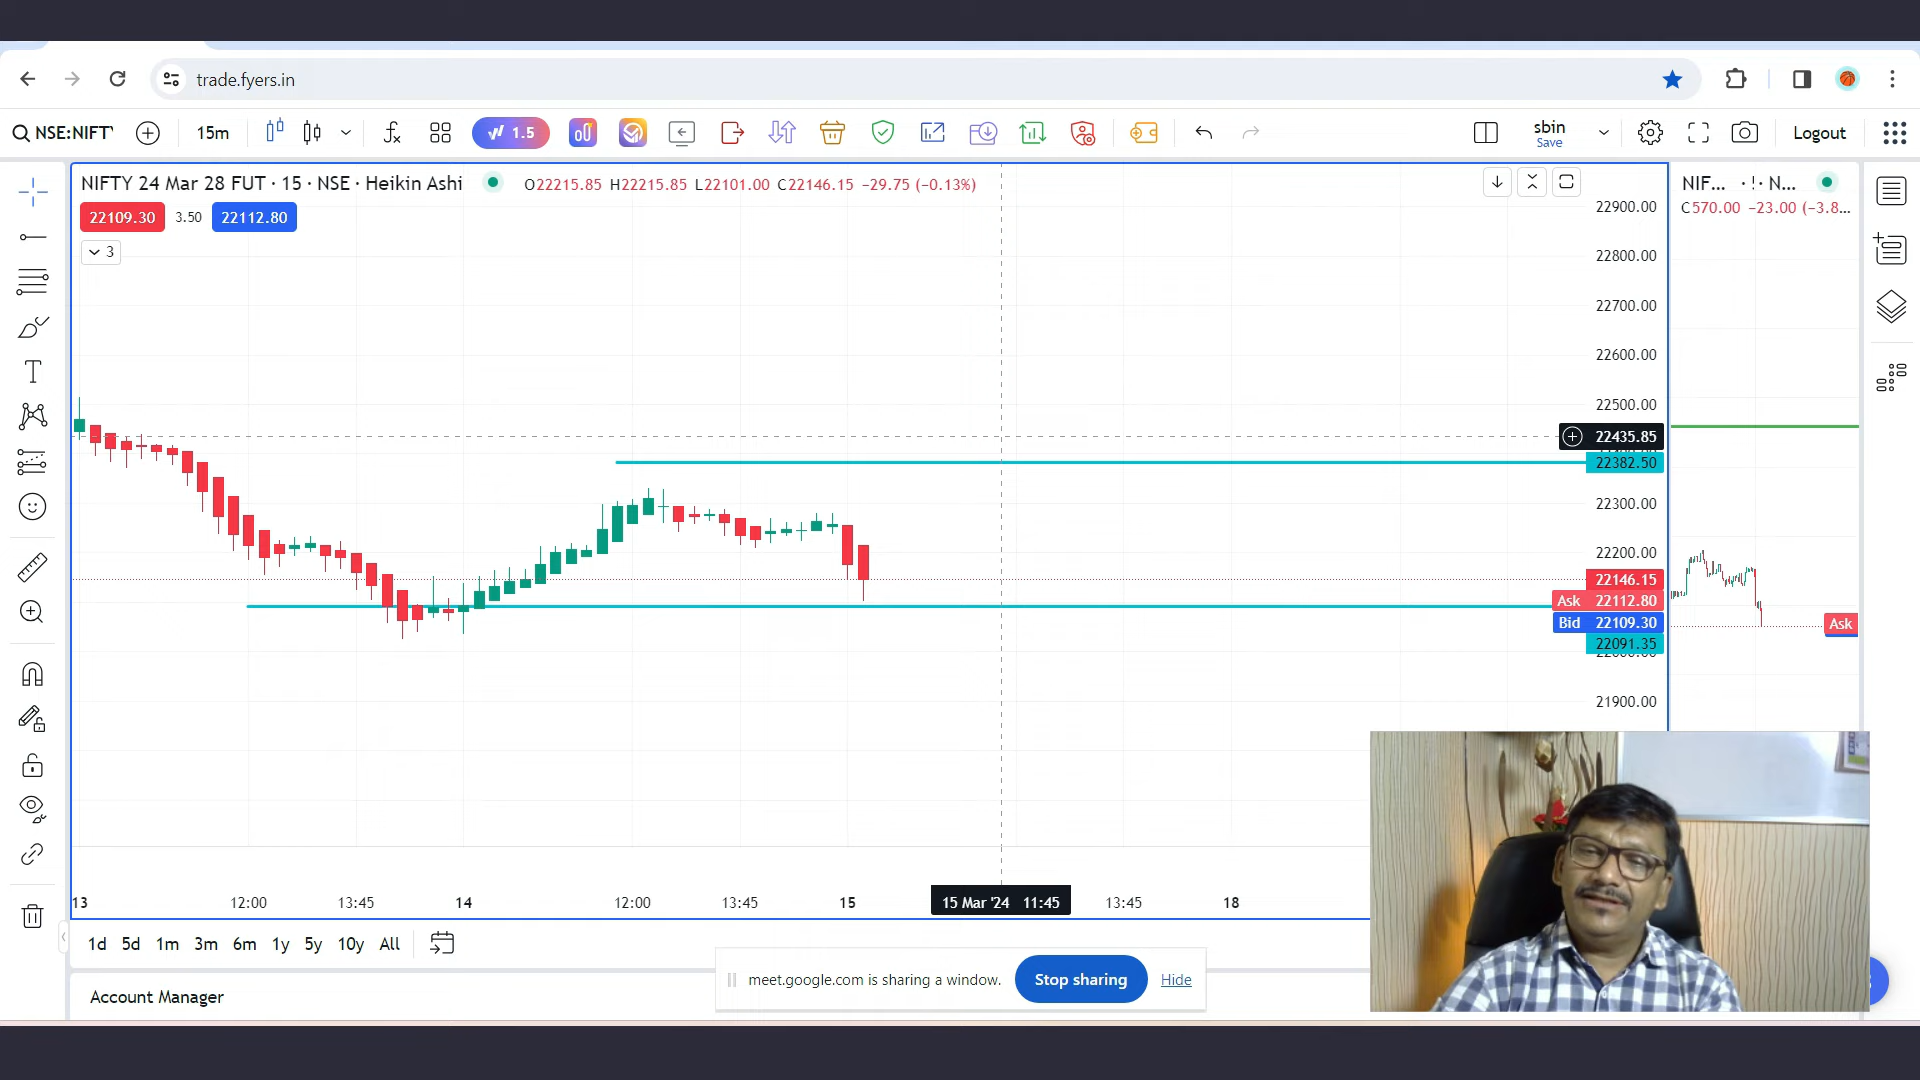 trade.fyers.in
NSE:NIFTY
15m
1.5
sbin
Save
Logout
NIFTY 24 Mar 28 FUT · 15 · NSE · Heikin Ashi
O22215.85 H22215.85 L22101.00 C22146.15 −29.75 (−0.13%)
22109.30 3.50 22112.80
3
NIF... · ! · N...
C570.00 −23.00 (−3.8...
22900.00
22800.00
22700.00
22600.00
22500.00
22435.85
22382.50
22300.00
22200.00
22146.15
Ask 22112.80
Bid 22109.30
22091.35
21900.00
Ask
13 12:00 13:45 14 12:00 13:45 15 15 Mar '24 11:45 13:45 18
1d 5d 1m 3m 6m 1y 5y 10y All
meet.google.com is sharing a window. Stop sharing Hide
Account Manager